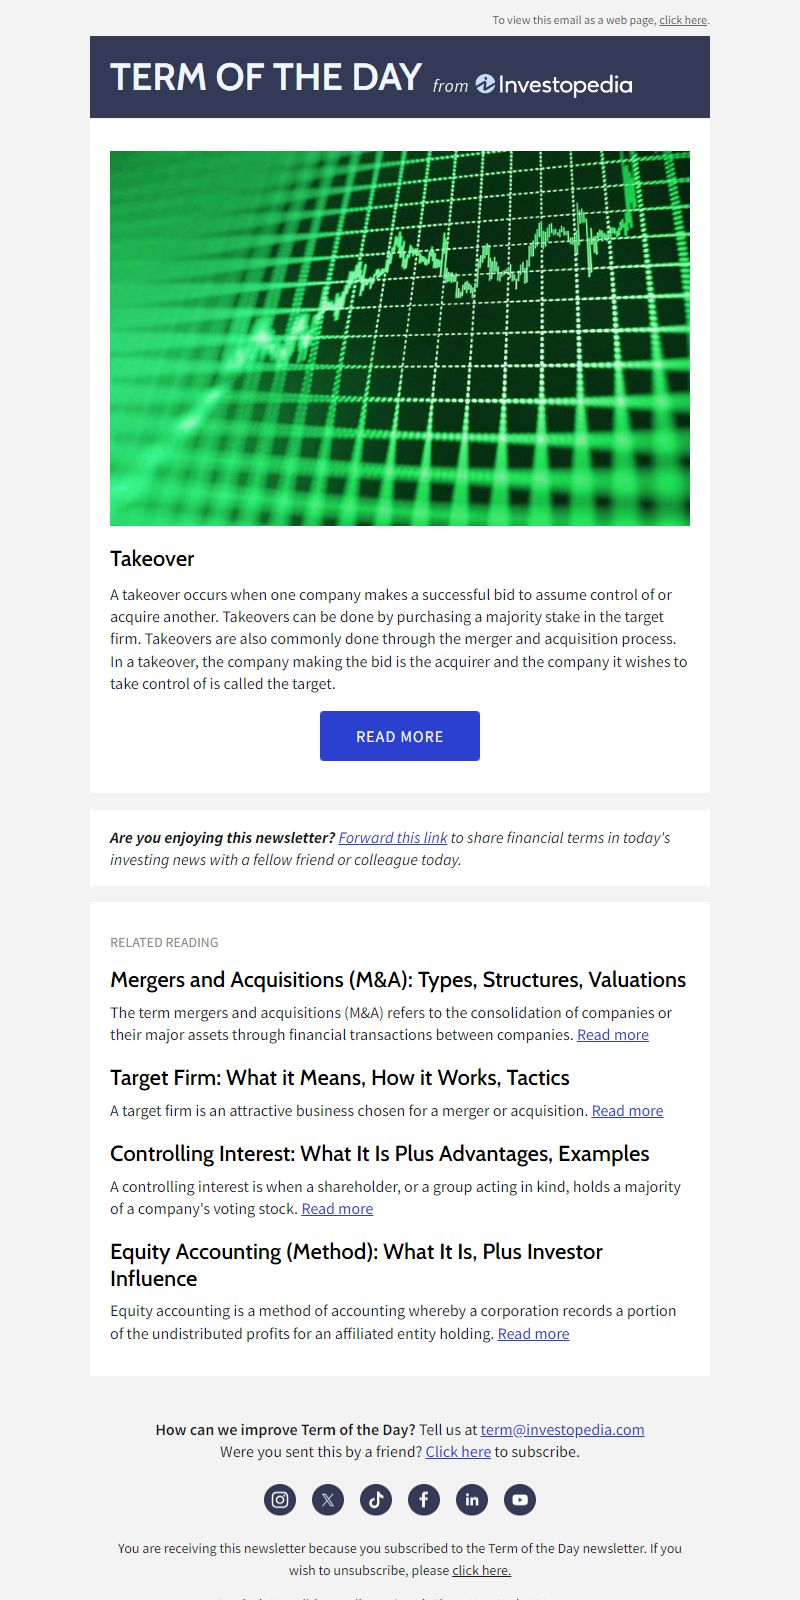 To view this email as a web page, click here.
TERM OF THE DAY from Investopedia
Takeover
A takeover occurs when one company makes a successful bid to assume control of or
acquire another. Takeovers can be done by purchasing a majority stake in the target
firm. Takeovers are also commonly done through the merger and acquisition process.
In a takeover, the company making the bid is the acquirer and the company it wishes to
take control of is called the target.
READ MORE
Are you enjoying this newsletter? Forward this link to share financial terms in today's
investing news with a fellow friend or colleague today.
RELATED READING
Mergers and Acquisitions (M&A): Types, Structures, Valuations
The term mergers and acquisitions (M&A) refers to the consolidation of companies or
their major assets through financial transactions between companies. Read more
Target Firm: What it Means, How it Works, Tactics
A target firm is an attractive business chosen for a merger or acquisition. Read more
Controlling Interest: What It Is Plus Advantages, Examples
A controlling interest is when a shareholder, or a group acting in kind, holds a majority
of a company's voting stock. Read more
Equity Accounting (Method): What It Is, Plus Investor
Influence
Equity accounting is a method of accounting whereby a corporation records a portion
of the undistributed profits for an affiliated entity holding. Read more
How can we improve Term of the Day? Tell us at term@investopedia.com
Were you sent this by a friend? Click here to subscribe.
You are receiving this newsletter because you subscribed to the Term of the Day newsletter. If you
wish to unsubscribe, please click here.